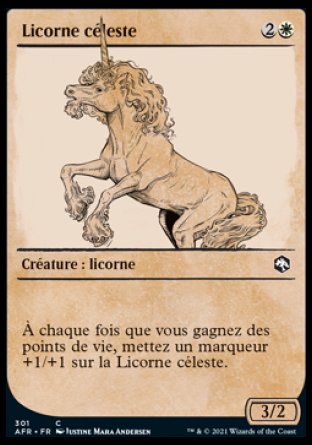 Licorne céleste 2
Créature : licorne
À chaque fois que vous gagnez des
points de vie, mettez un marqueur
+1/+1 sur la Licorne céleste.
3/2
301 C
AFR • FR Justine Mara Andersen
™ & © 2021 Wizards of the Coast